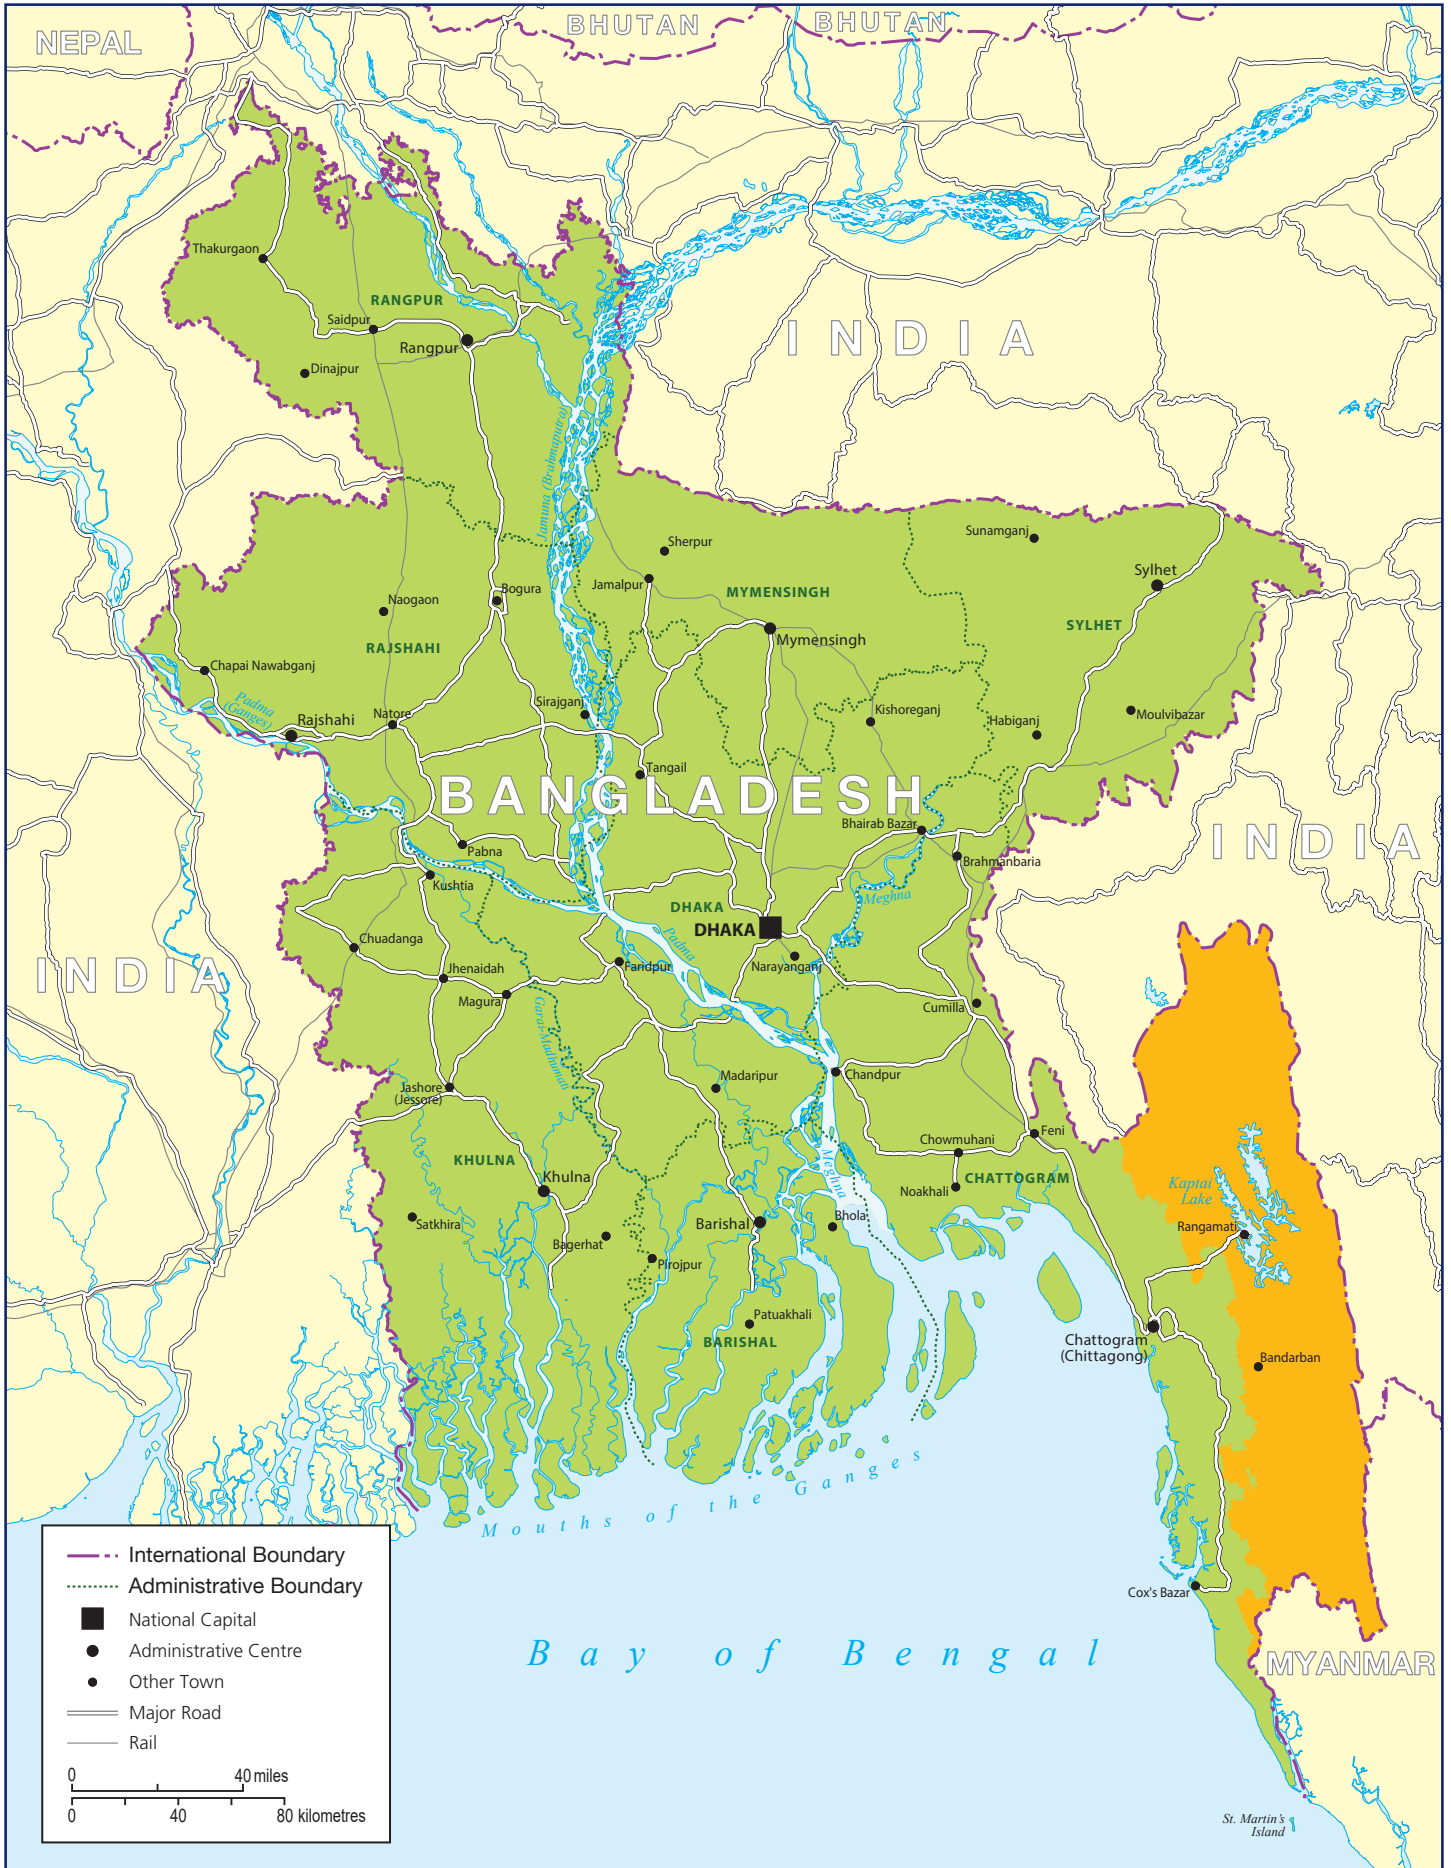 NEPAL
BHUTAN
BHUTAN
Thakurgaon
RANGPUR
Saidpur
Rangpur
Dinajpur
INDIA
Jamuna (Brahmaputra)
Sunamganj
Sherpur
Sylhet
Jamalpur
Bogura
MYMENSINGH
Naogaon
SYLHET
Mymensingh
RAJSHAHI
Chapai Nawabganj
Padma
(Ganges)
Sirajganj
Kishoreganj
Moulvibazar
Rajshahi
Natore
Habiganj
Tangail
BANGLADESH
Bhairab Bazar
INDIA
Pabna
Brahmanbaria
Kushtia
Meghna
DHAKA
DHAKA
Padma
Chuadanga
INDIA
Jhenaidah
Faridpur
Narayanganj
Magura
Cumilla
Garai-Madhumati
Madaripur
Chandpur
Jashore
(Jessore)
Feni
Chowmuhani
KHULNA
Meghna
Khulna
CHATTOGRAM
Kaptai
Lake
Noakhali
Satkhira
Barishal
Bhola
Rangamati
Bagerhat
Pirojpur
Patuakhali
BARISHAL
Chattogram
(Chittagong)
Bandarban
Mouths of the Ganges
Cox's Bazar
Bay of Bengal
MYANMAR
St. Martin's
Island
International Boundary
Administrative Boundary
National Capital
Administrative Centre
Other Town
Major Road
Rail
0 40 miles
0 40 80 kilometres